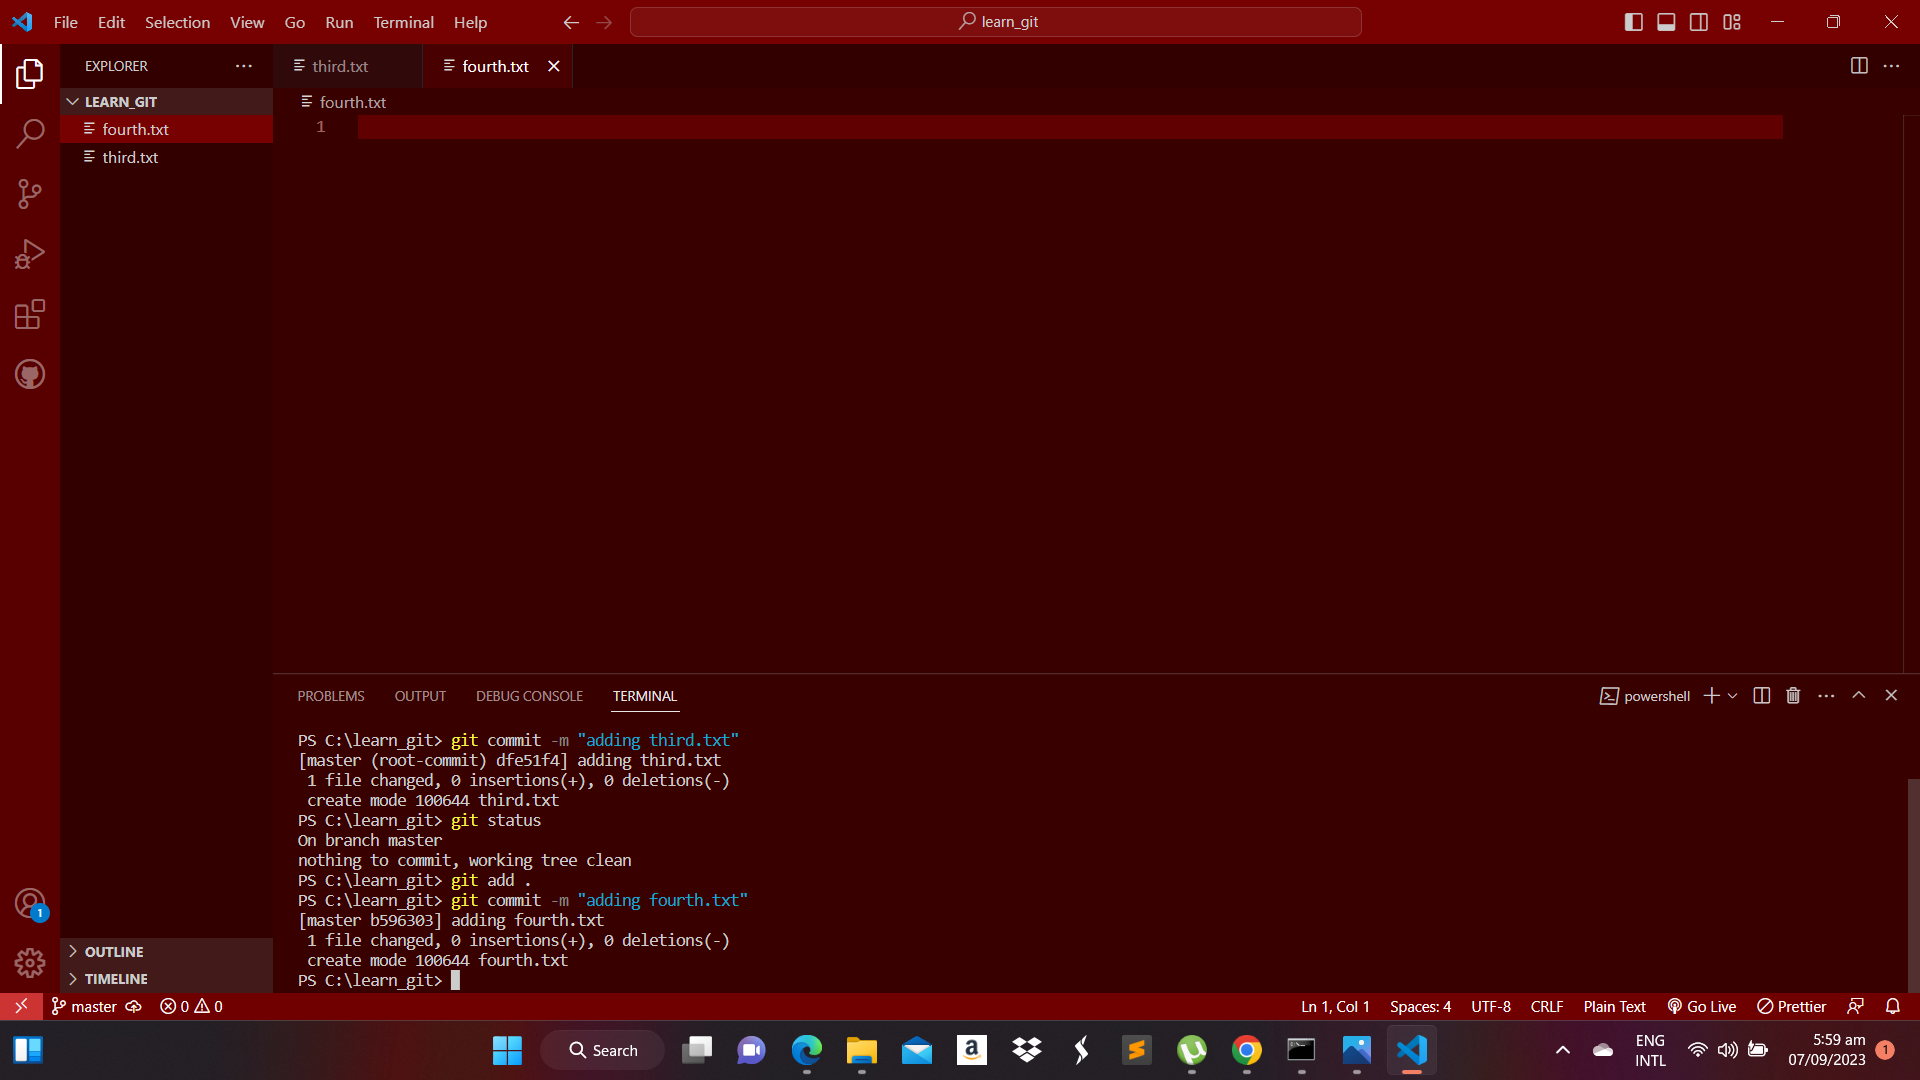 File Edit Selection View Go Run Terminal Help
learn_git
EXPLORER
third.txt
fourth.txt
LEARN_GIT
fourth.txt
fourth.txt
third.txt
1
PROBLEMS OUTPUT DEBUG CONSOLE TERMINAL
powershell
PS C:\learn_git> git commit -m "adding third.txt"
[master (root-commit) dfe51f4] adding third.txt
1 file changed, 0 insertions(+), 0 deletions(-)
create mode 100644 third.txt
PS C:\learn_git> git status
On branch master
nothing to commit, working tree clean
PS C:\learn_git> git add .
PS C:\learn_git> git commit -m "adding fourth.txt"
[master b596303] adding fourth.txt
1 file changed, 0 insertions(+), 0 deletions(-)
create mode 100644 fourth.txt
PS C:\learn_git>
1
OUTLINE
TIMELINE
master 0 0
Ln 1, Col 1 Spaces: 4 UTF-8 CRLF Plain Text Go Live Prettier
Search
a
ENG
INTL
5:59 am
07/09/2023
1